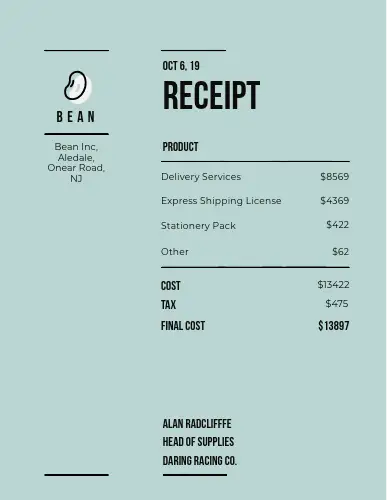 BEAN
Bean Inc,
Aledale,
Onear Road,
NJ
OCT 6, 19
RECEIPT
PRODUCT
Delivery Services $8569
Express Shipping License $4369
Stationery Pack $422
Other $62
COST $13422
TAX $475
FINAL COST $13897
ALAN RADCLIFFFE
HEAD OF SUPPLIES
DARING RACING CO.